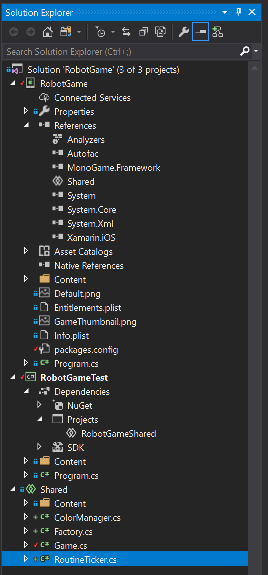 Solution Explorer
Search Solution Explorer (Ctrl+;)
Solution 'RobotGame' (3 of 3 projects)
RobotGame
Connected Services
Properties
References
Analyzers
Autofac
MonoGame.Framework
Shared
System
System.Core
System.Xml
Xamarin.iOS
Asset Catalogs
Native References
Content
Default.png
Entitlements.plist
GameThumbnail.png
Info.plist
packages.config
Program.cs
RobotGameTest
Dependencies
NuGet
Projects
RobotGameShared
SDK
Content
Program.cs
Shared
Content
ColorManager.cs
Factory.cs
Game.cs
RoutineTicker.cs